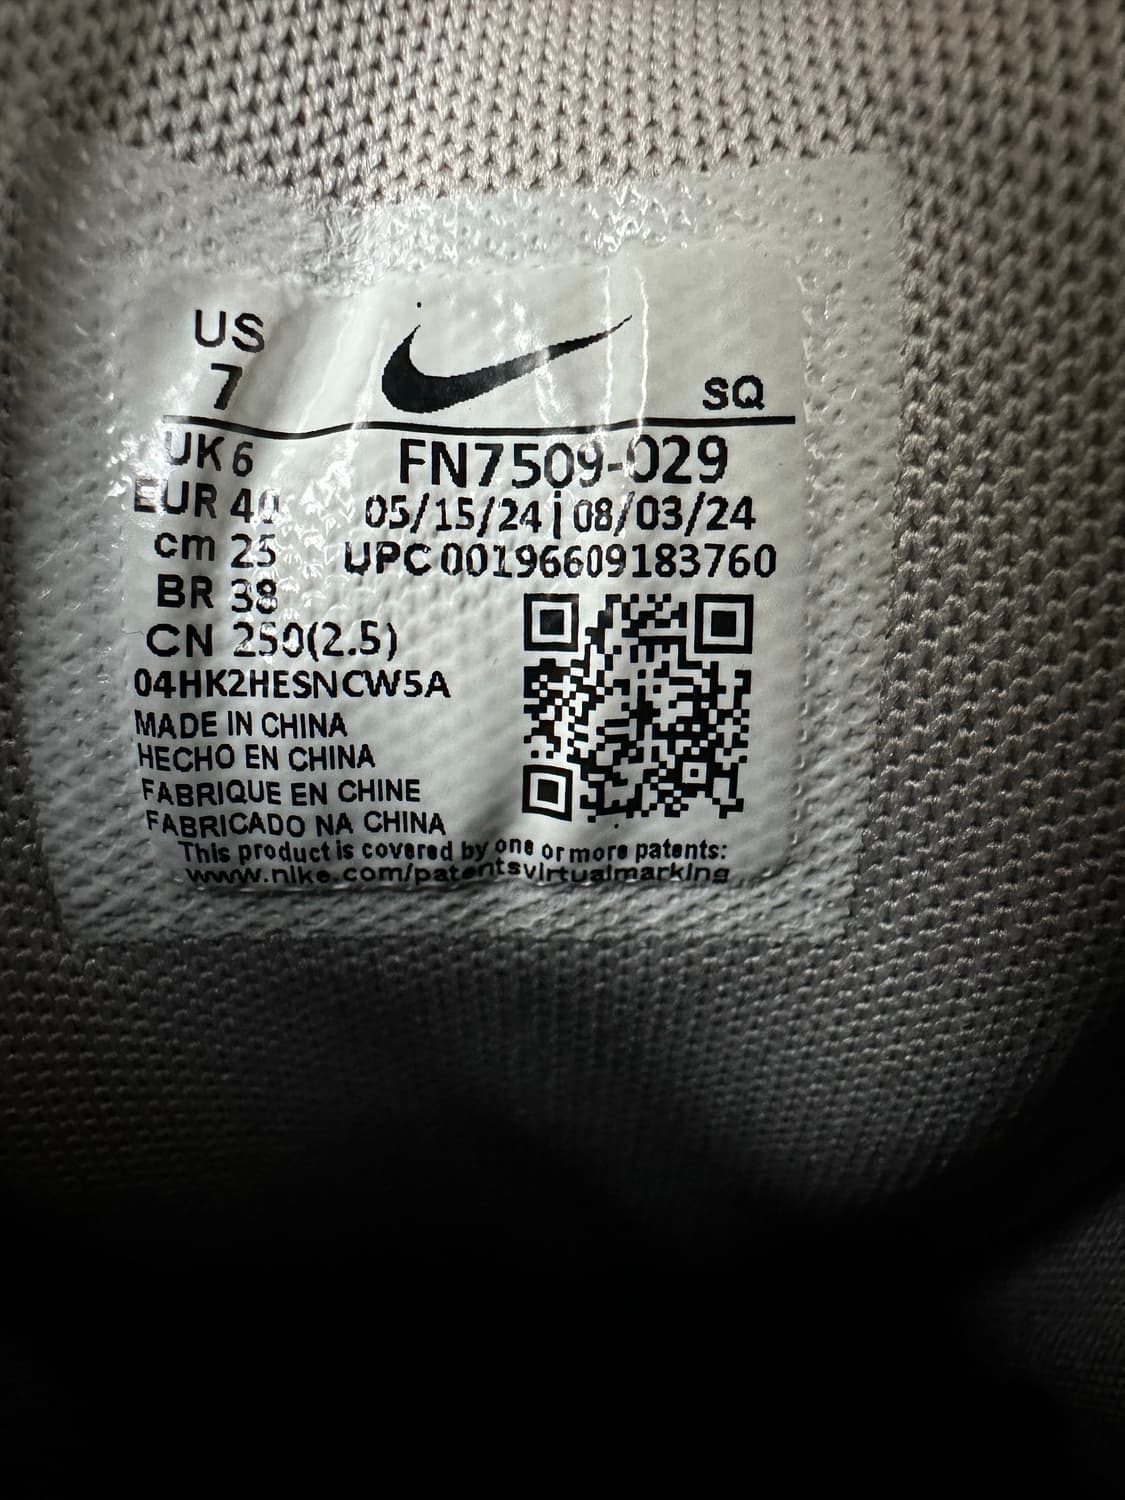 US
7
SQ
UK 6
EUR 40
cm 25
BR 38
CN 250(2.5)
FN7509-029
05/15/24 | 08/03/24
UPC 00196609183760
04HK2HESNCW5A
MADE IN CHINA
HECHO EN CHINA
FABRIQUE EN CHINE
FABRICADO NA CHINA
This product is covered by one or more patents:
www.nike.com/patentsvirtualmarking